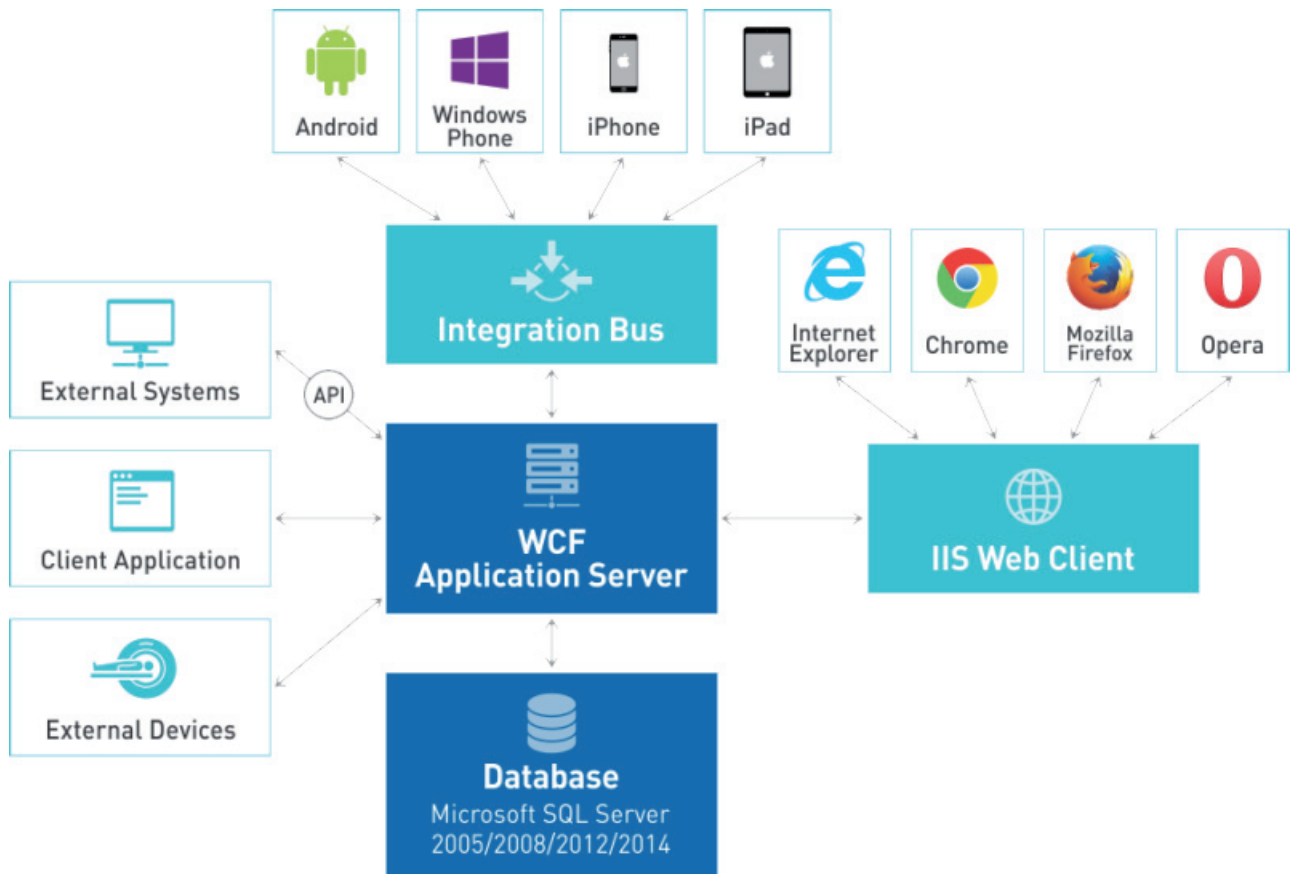 Android
Windows
Phone
iPhone
iPad
Integration Bus
Internet
Explorer
Chrome
Mozilla
Firefox
Opera
External Systems
API
Client Application
WCF
Application Server
IIS Web Client
External Devices
Database
Microsoft SQL Server
2005/2008/2012/2014